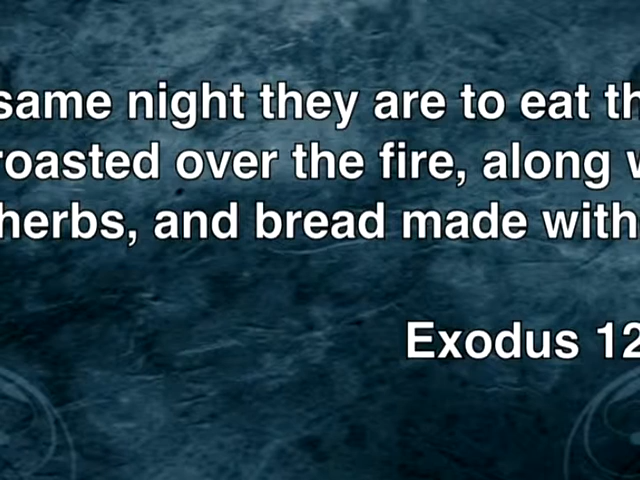 same night they are to eat th
roasted over the fire, along w
herbs, and bread made with
Exodus 12